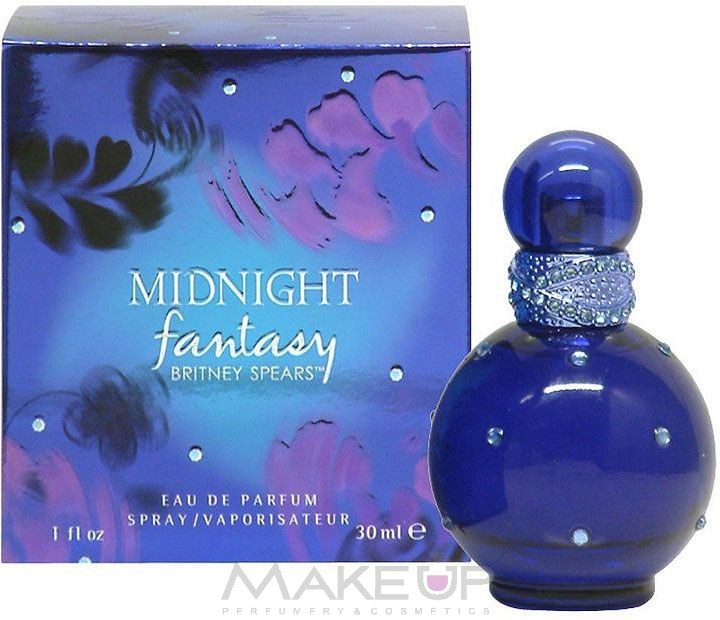 MIDNIGHT
fantasy
BRITNEY SPEARS™
EAU DE PARFUM
SPRAY/VAPORISATEUR
1 fl oz 30 ml e
MAKEUP
PERFUMERY & COSMETICS